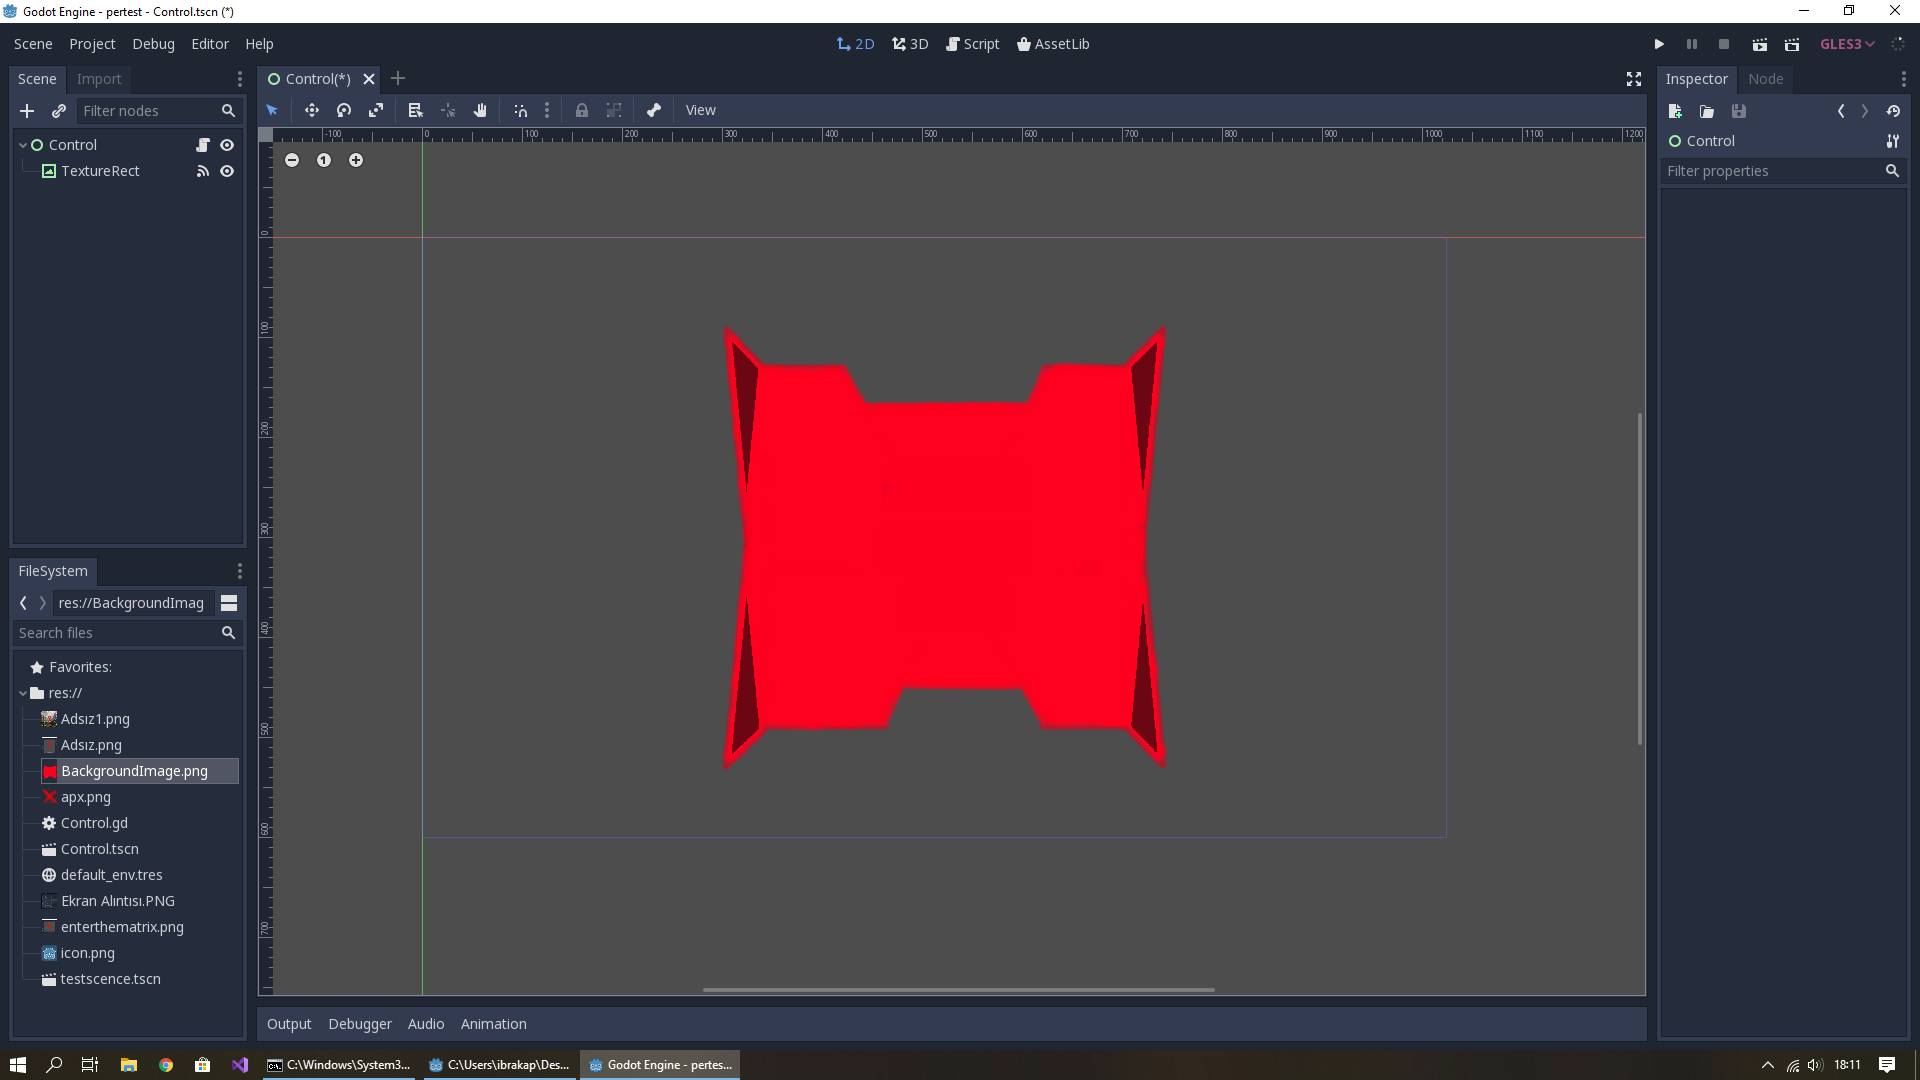 Godot Engine - pertest - Control.tscn (*)
Scene Project Debug Editor Help
2D 3D Script AssetLib
GLES3
Scene Import
Filter nodes
Control
TextureRect
Control(*)
View
-100 0 100 200 300 400 500 600 700 800 900 1000 1100 1200
1
0
100
200
300
400
500
600
700
FileSystem
res://BackgroundImag
Search files
Favorites:
res://
Adsız1.png
Adsız.png
BackgroundImage.png
apx.png
Control.gd
Control.tscn
default_env.tres
Ekran Alıntısı.PNG
enterthematrix.png
icon.png
testscence.tscn
Output Debugger Audio Animation
Inspector Node
Control
Filter properties
C:\Windows\System3...
C:\Users\ibrakap\Des...
Godot Engine - pertes...
18:11